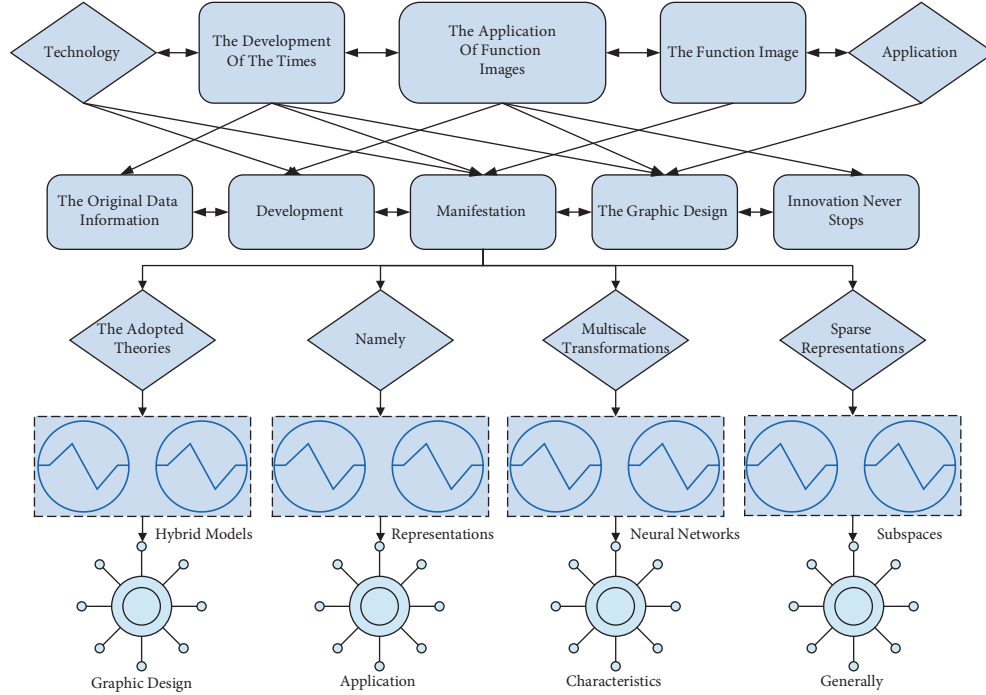 Technology
The Development
Of The Times
The Application
Of Function
Images
The Function Image
Application
The Original Data
Information
Development
Manifestation
The Graphic Design
Innovation Never
Stops
The Adopted
Theories
Namely
Multiscale
Transformations
Sparse
Representations
Hybrid Models
Representations
Neural Networks
Subspaces
Graphic Design
Application
Characteristics
Generally